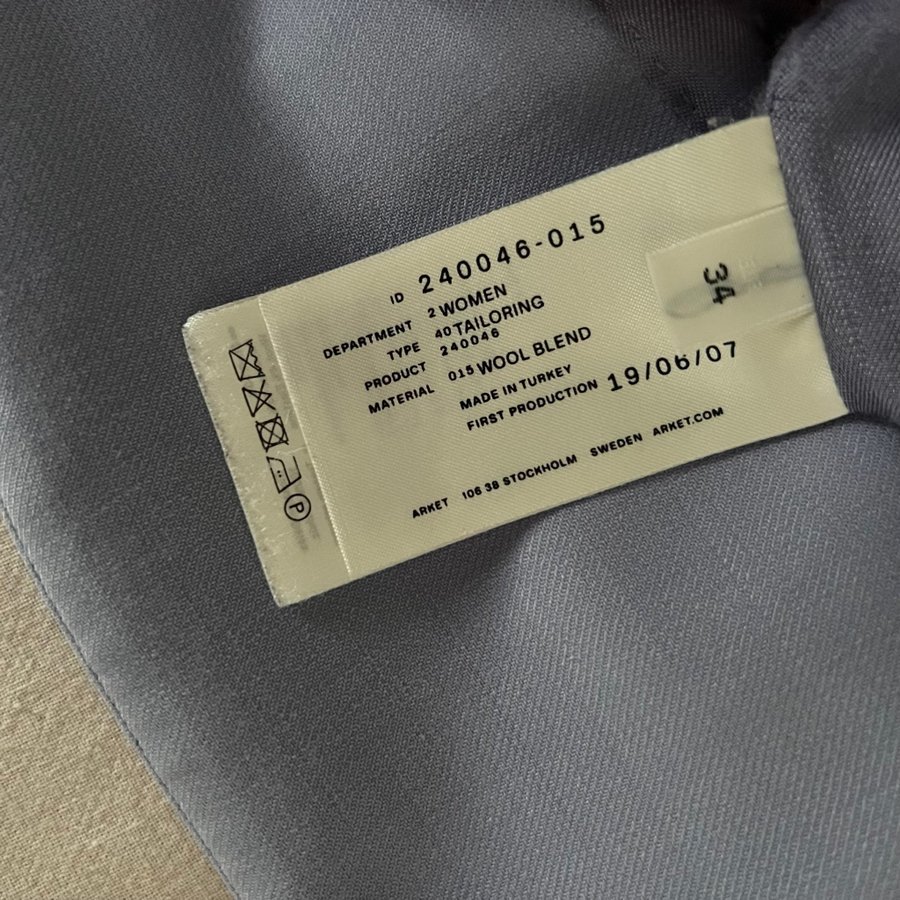 ID 240046-015
DEPARTMENT 2 WOMEN
TYPE 40 TAILORING
PRODUCT 240046
MATERIAL 015 WOOL BLEND
MADE IN TURKEY
FIRST PRODUCTION 19/06/07
ARKET 106 38 STOCKHOLM SWEDEN ARKET.COM
34
P